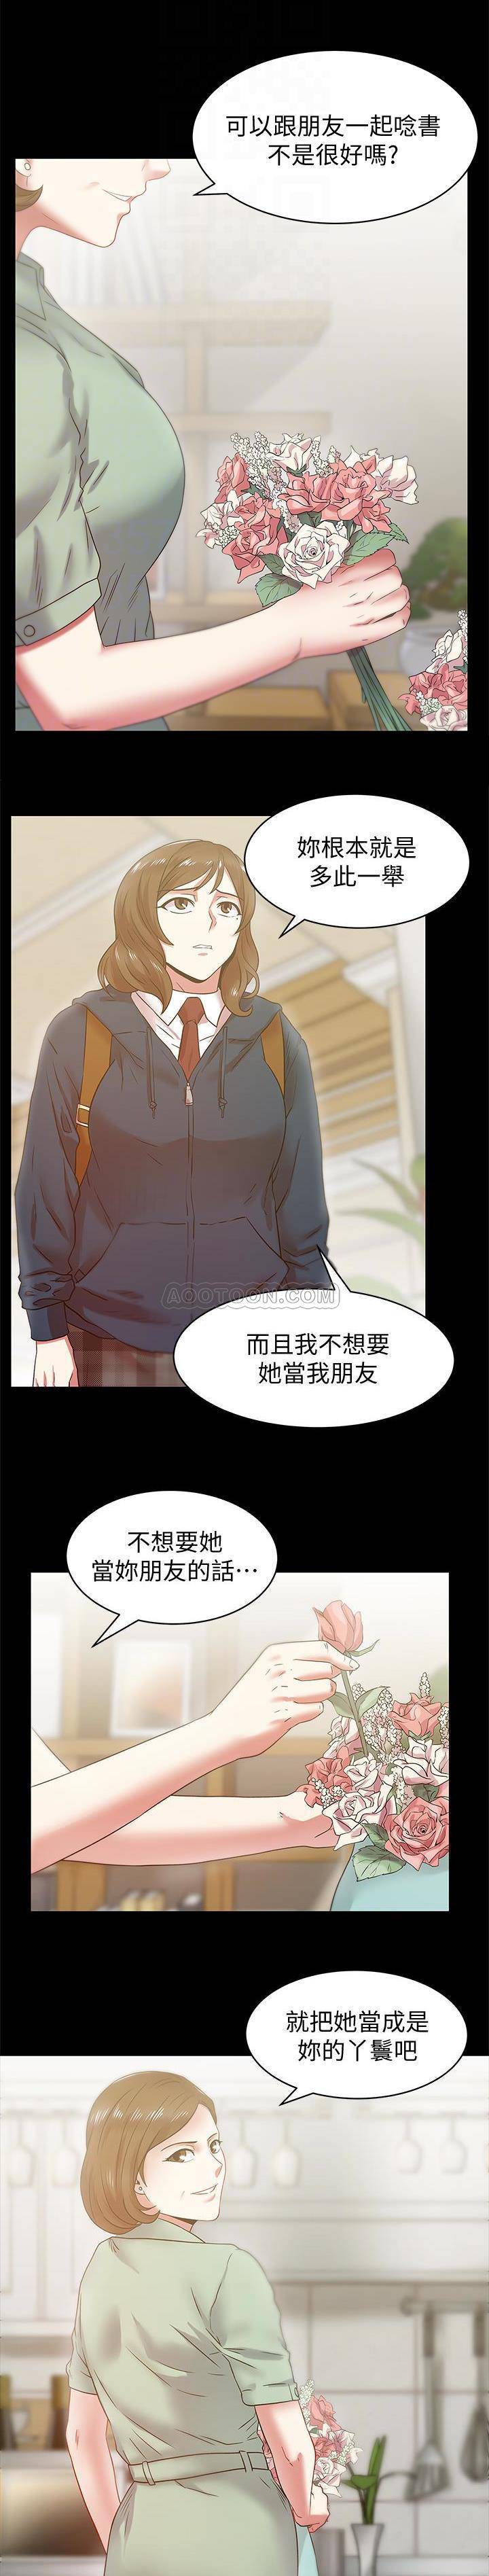 可以跟朋友一起唸書
不是很好嗎?
妳根本就是
多此一舉
AOOTOON.COM
而且我不想要
她當我朋友
不想要她
當妳朋友的話⋯
就把她當成是
妳的丫鬟吧